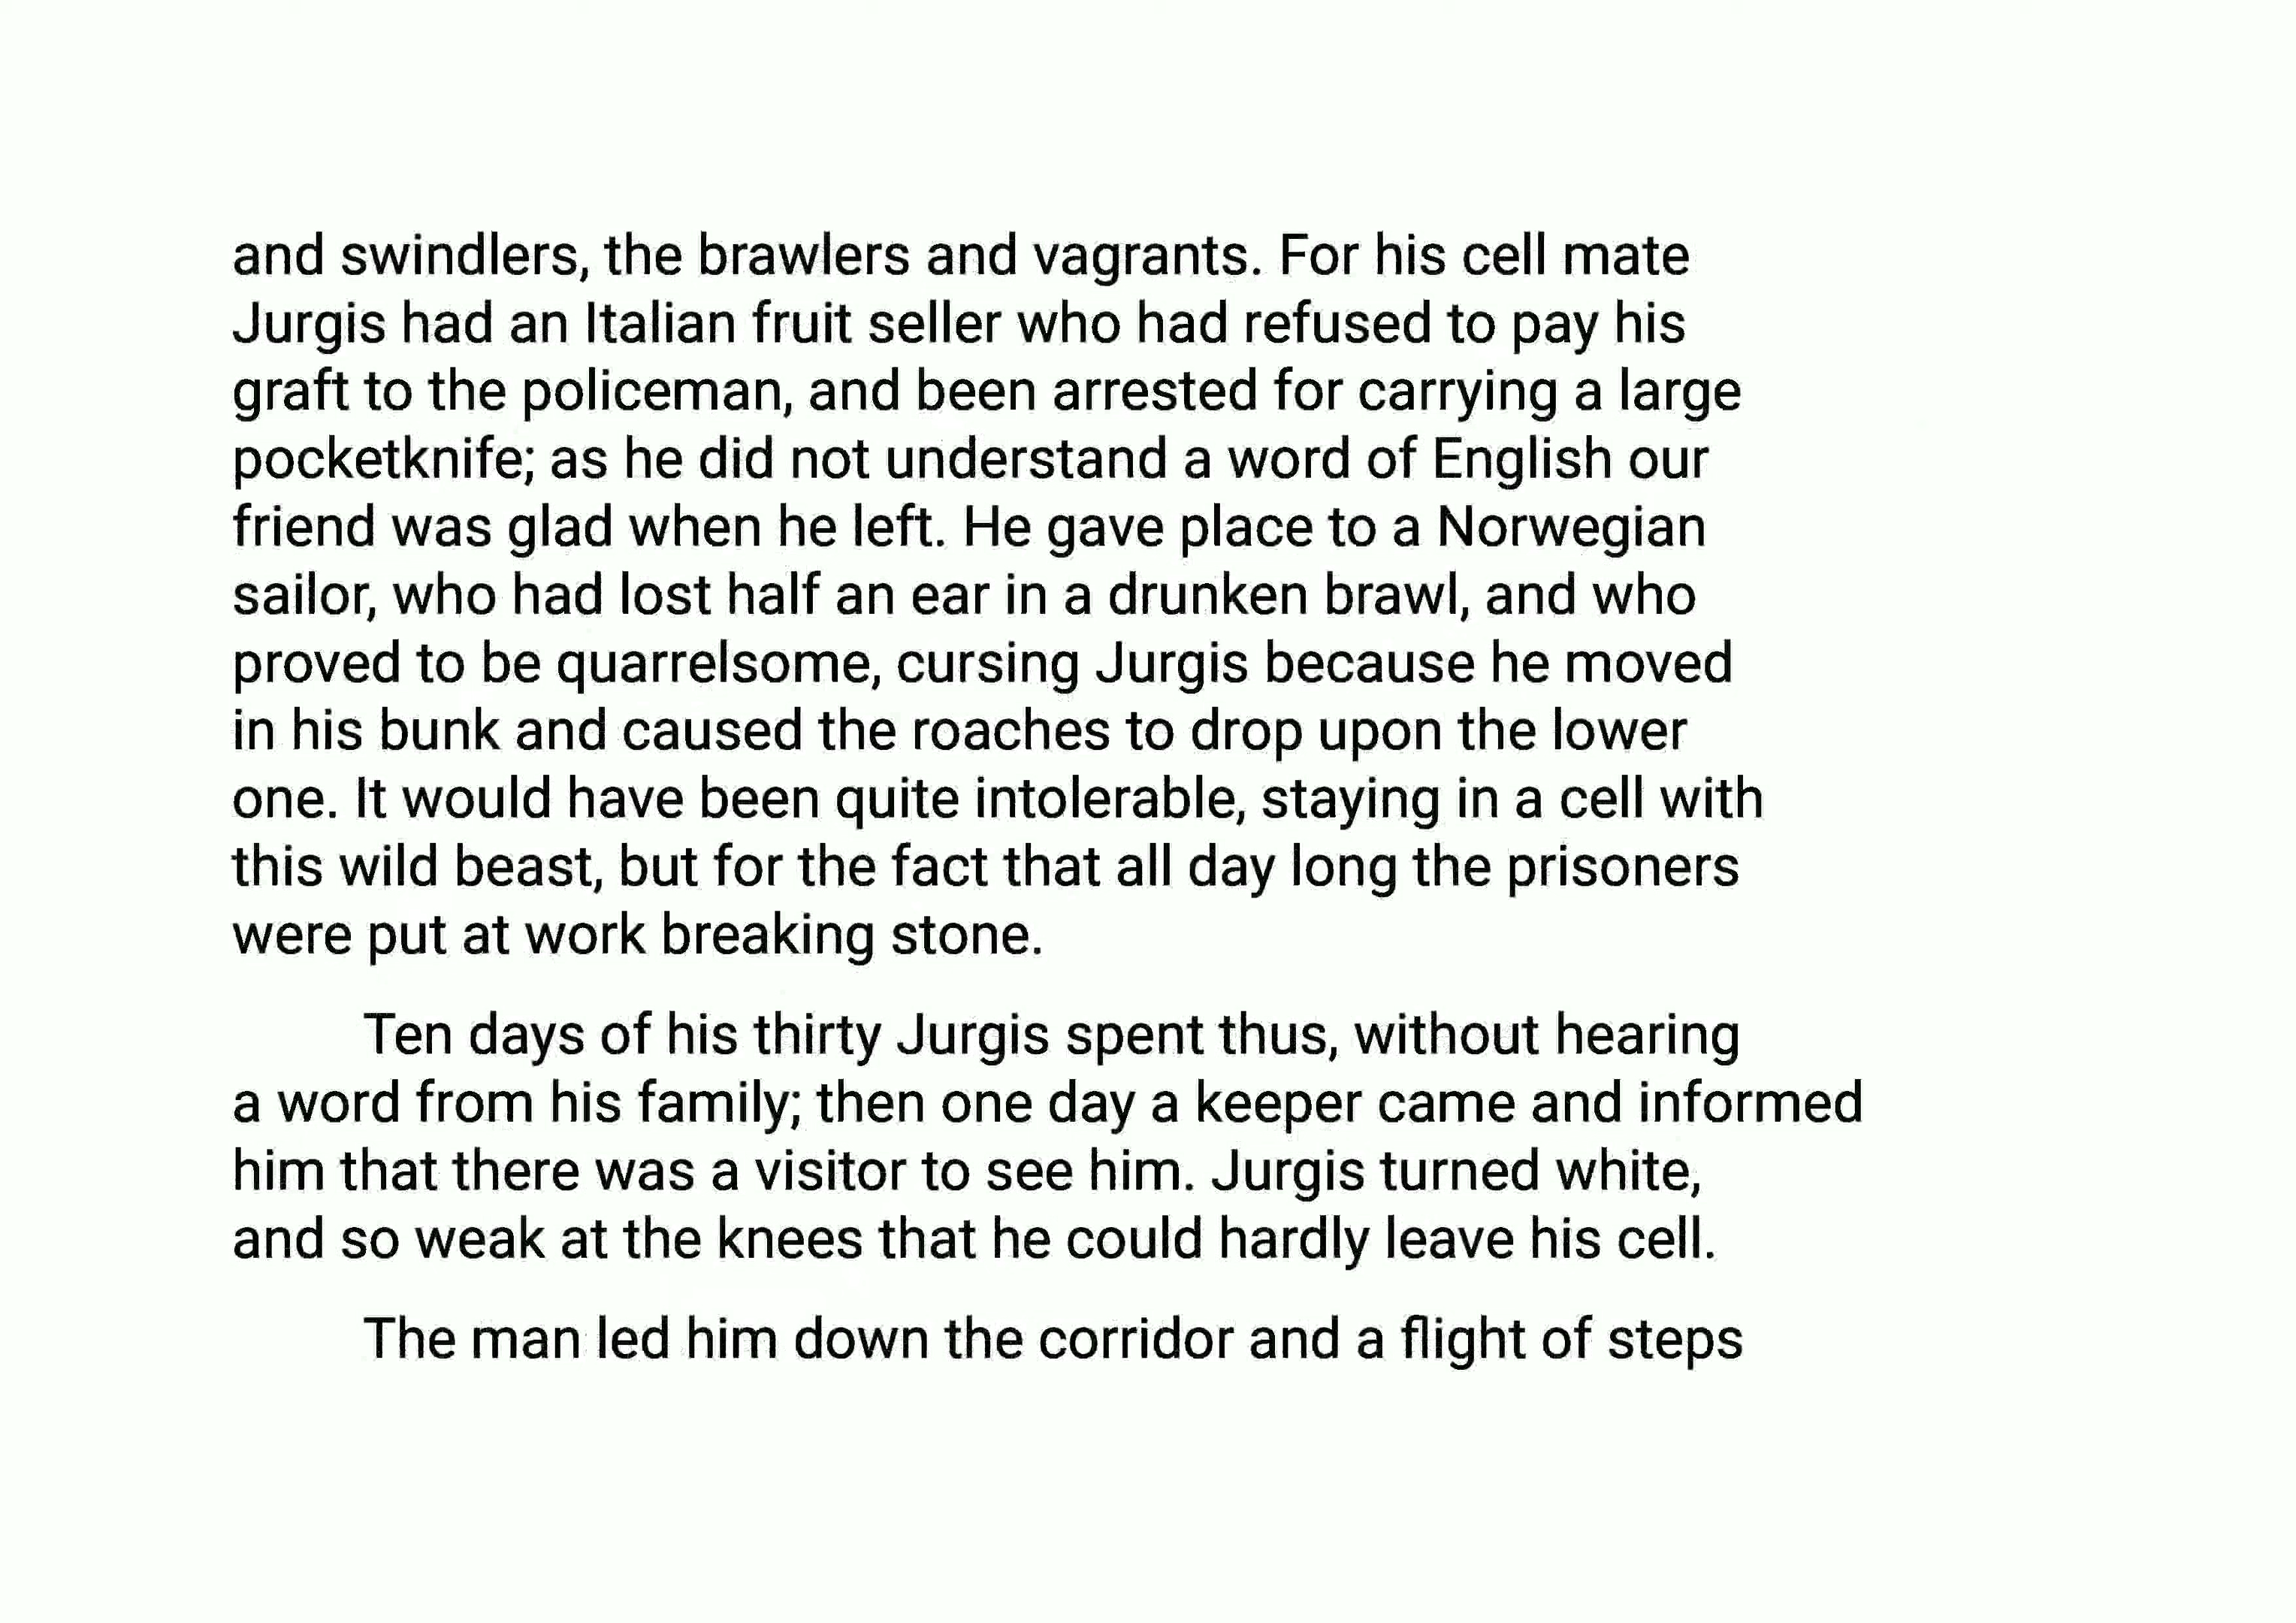 and swindlers, the brawlers and vagrants. For his cell mate
Jurgis had an Italian fruit seller who had refused to pay his
graft to the policeman, and been arrested for carrying a large
pocketknife; as he did not understand a word of English our
friend was glad when he left. He gave place to a Norwegian
sailor, who had lost half an ear in a drunken brawl, and who
proved to be quarrelsome, cursing Jurgis because he moved
in his bunk and caused the roaches to drop upon the lower
one. It would have been quite intolerable, staying in a cell with
this wild beast, but for the fact that all day long the prisoners
were put at work breaking stone.
Ten days of his thirty Jurgis spent thus, without hearing
a word from his family; then one day a keeper came and informed
him that there was a visitor to see him. Jurgis turned white,
and so weak at the knees that he could hardly leave his cell.
The man led him down the corridor and a flight of steps